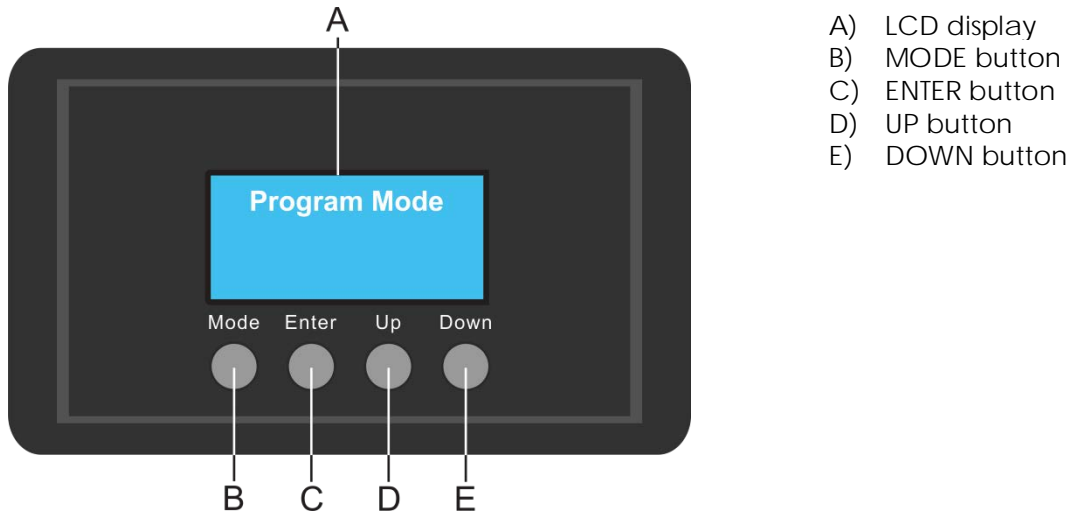 A
A) LCD display
B) MODE button
C) ENTER button
D) UP button
E) DOWN button
Program Mode
Mode Enter Up Down
B C D E